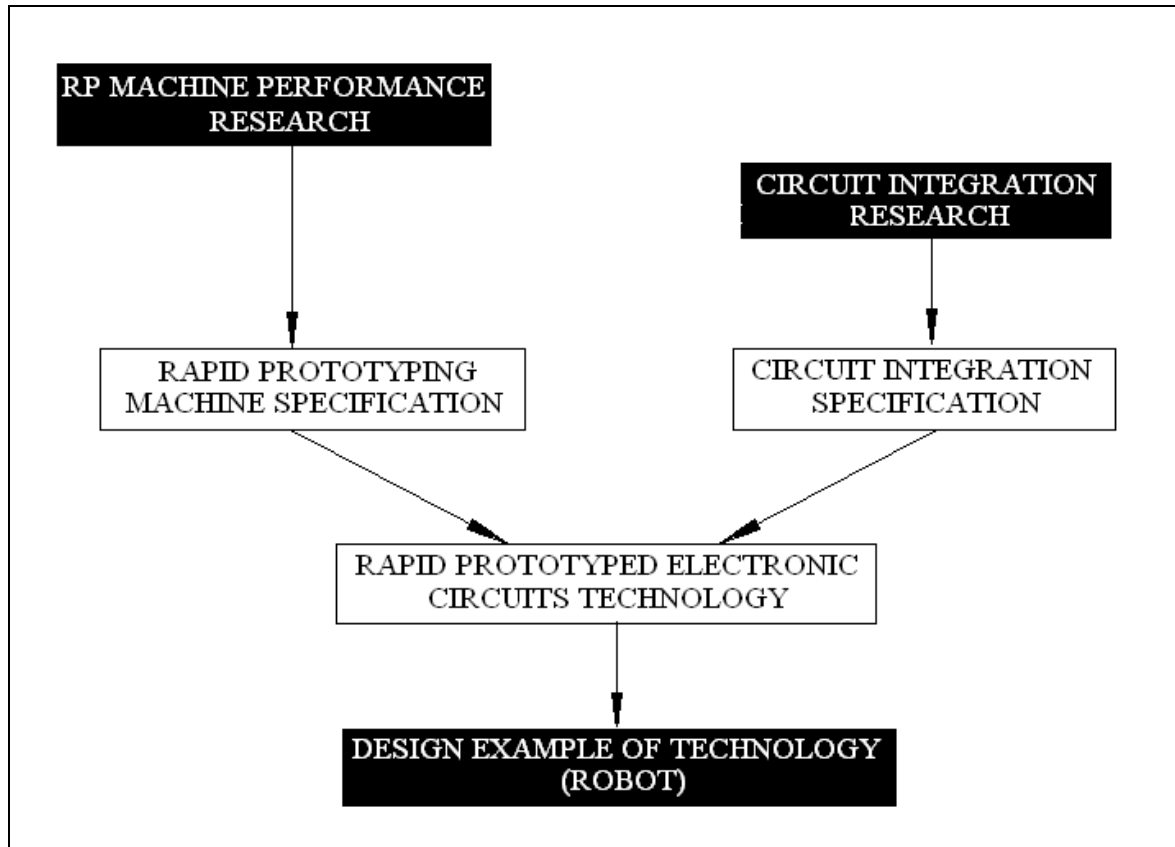 RP MACHINE PERFORMANCE
RESEARCH
CIRCUIT INTEGRATION
RESEARCH
RAPID PROTOTYPING
MACHINE SPECIFICATION
CIRCUIT INTEGRATION
SPECIFICATION
RAPID PROTOTYPED ELECTRONIC
CIRCUITS TECHNOLOGY
DESIGN EXAMPLE OF TECHNOLOGY
(ROBOT)